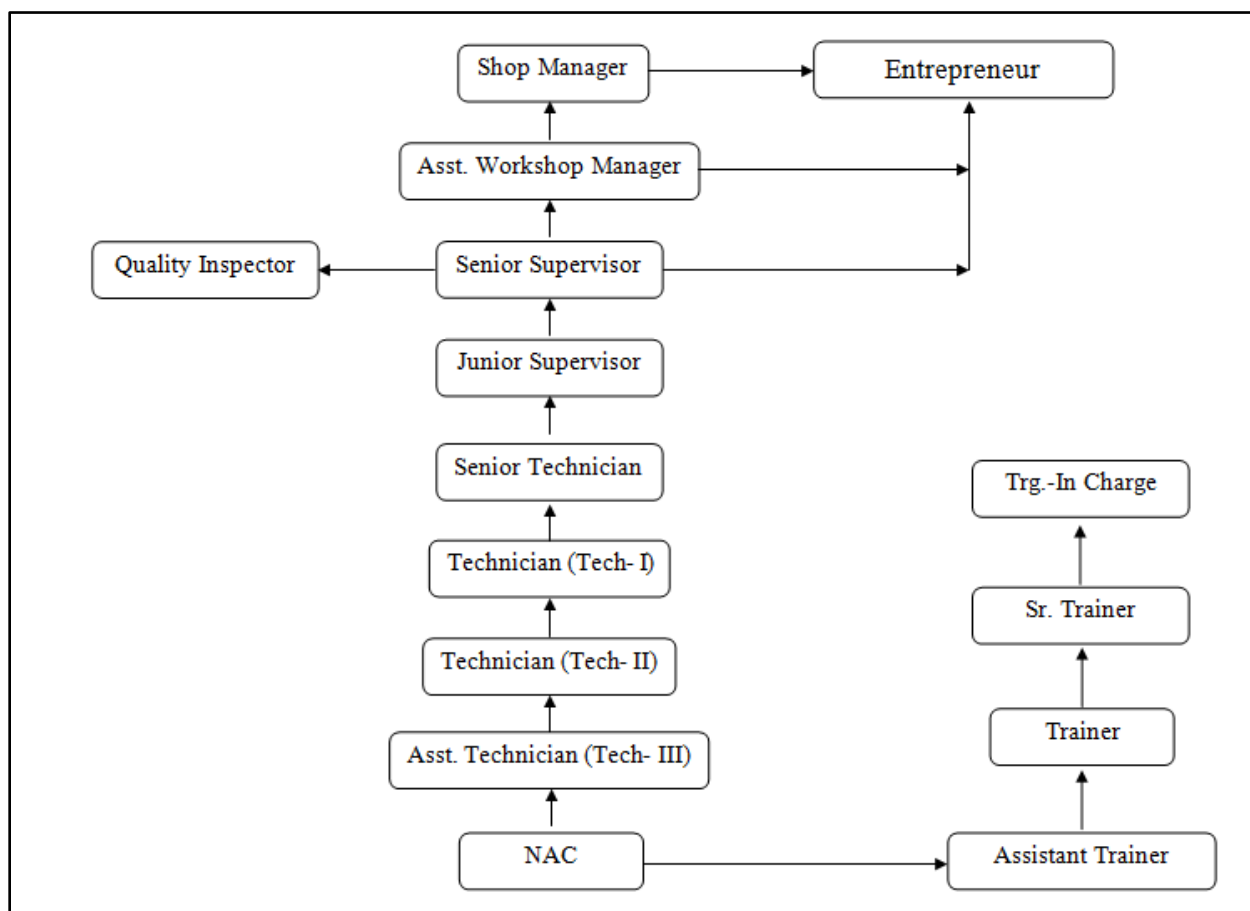 Shop Manager
Entrepreneur
Asst. Workshop Manager
Quality Inspector
Senior Supervisor
Junior Supervisor
Senior Technician
Trg.-In Charge
Technician (Tech- I)
Sr. Trainer
Technician (Tech- II)
Trainer
Asst. Technician (Tech- III)
NAC
Assistant Trainer